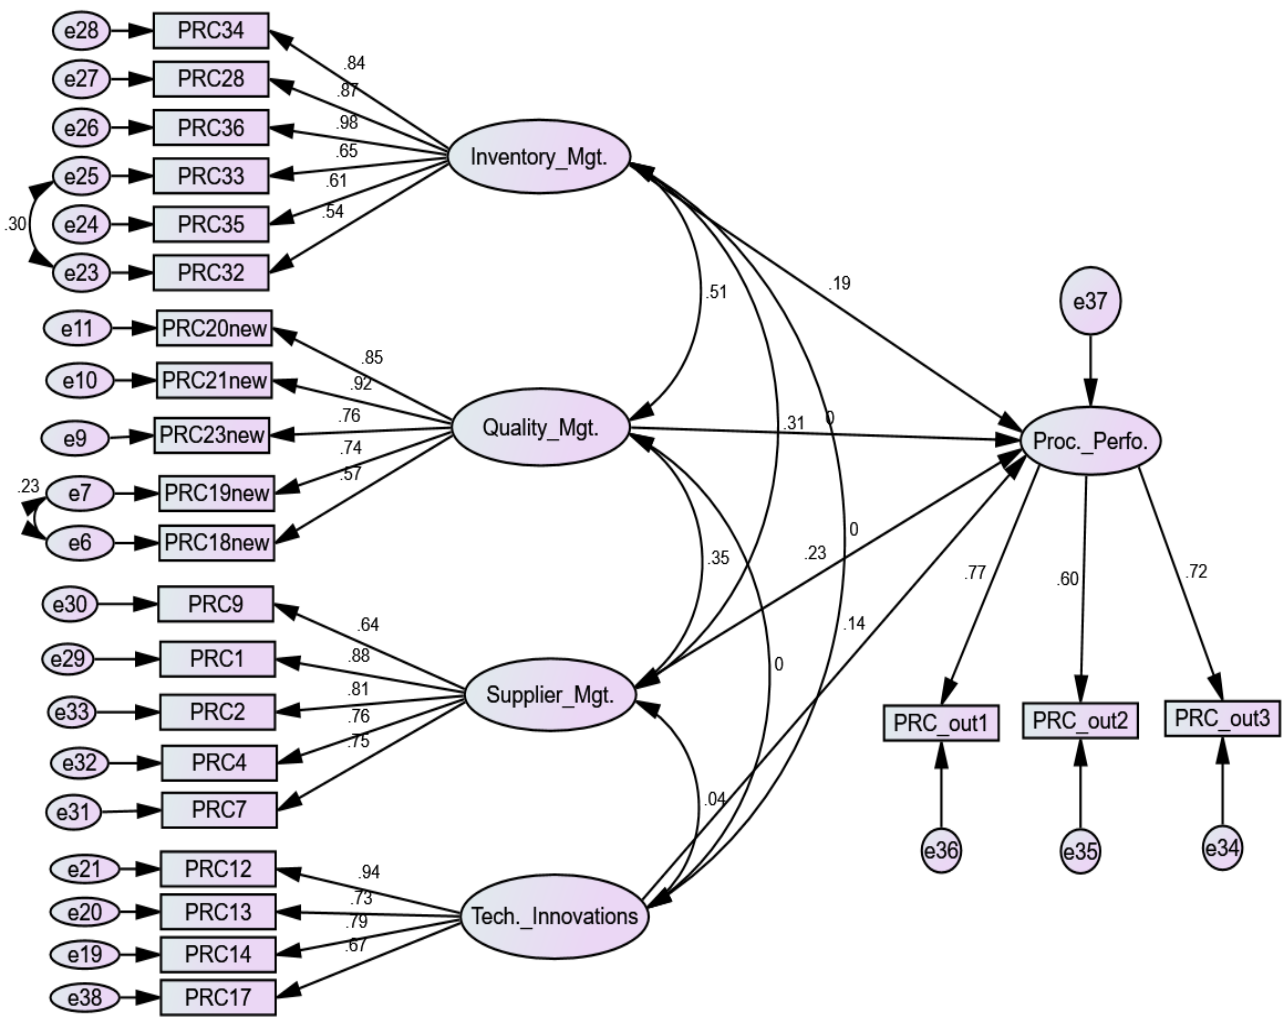 e28 PRC34
.84
e27 PRC28
.87
e26 PRC36
.98
e25 PRC33
.65
e24 PRC35
.61
e23 PRC32
.54
.30
Inventory_Mgt.
e11 PRC20new
.85
e10 PRC21new
.92
e9 PRC23new
.76
e7 PRC19new
.74
e6 PRC18new
.57
.23
Quality_Mgt.
e30 PRC9
.64
e29 PRC1
.88
e33 PRC2
.81
e32 PRC4
.76
e31 PRC7
.75
Supplier_Mgt.
e21 PRC12
.94
e20 PRC13
.73
e19 PRC14
.79
e38 PRC17
.67
Tech._Innovations
.51
.31
0
.35
0
.04
.19
0
.23
.14
e37
Proc._Perfo.
.77
.60
.72
PRC_out1
PRC_out2
PRC_out3
e36
e35
e34